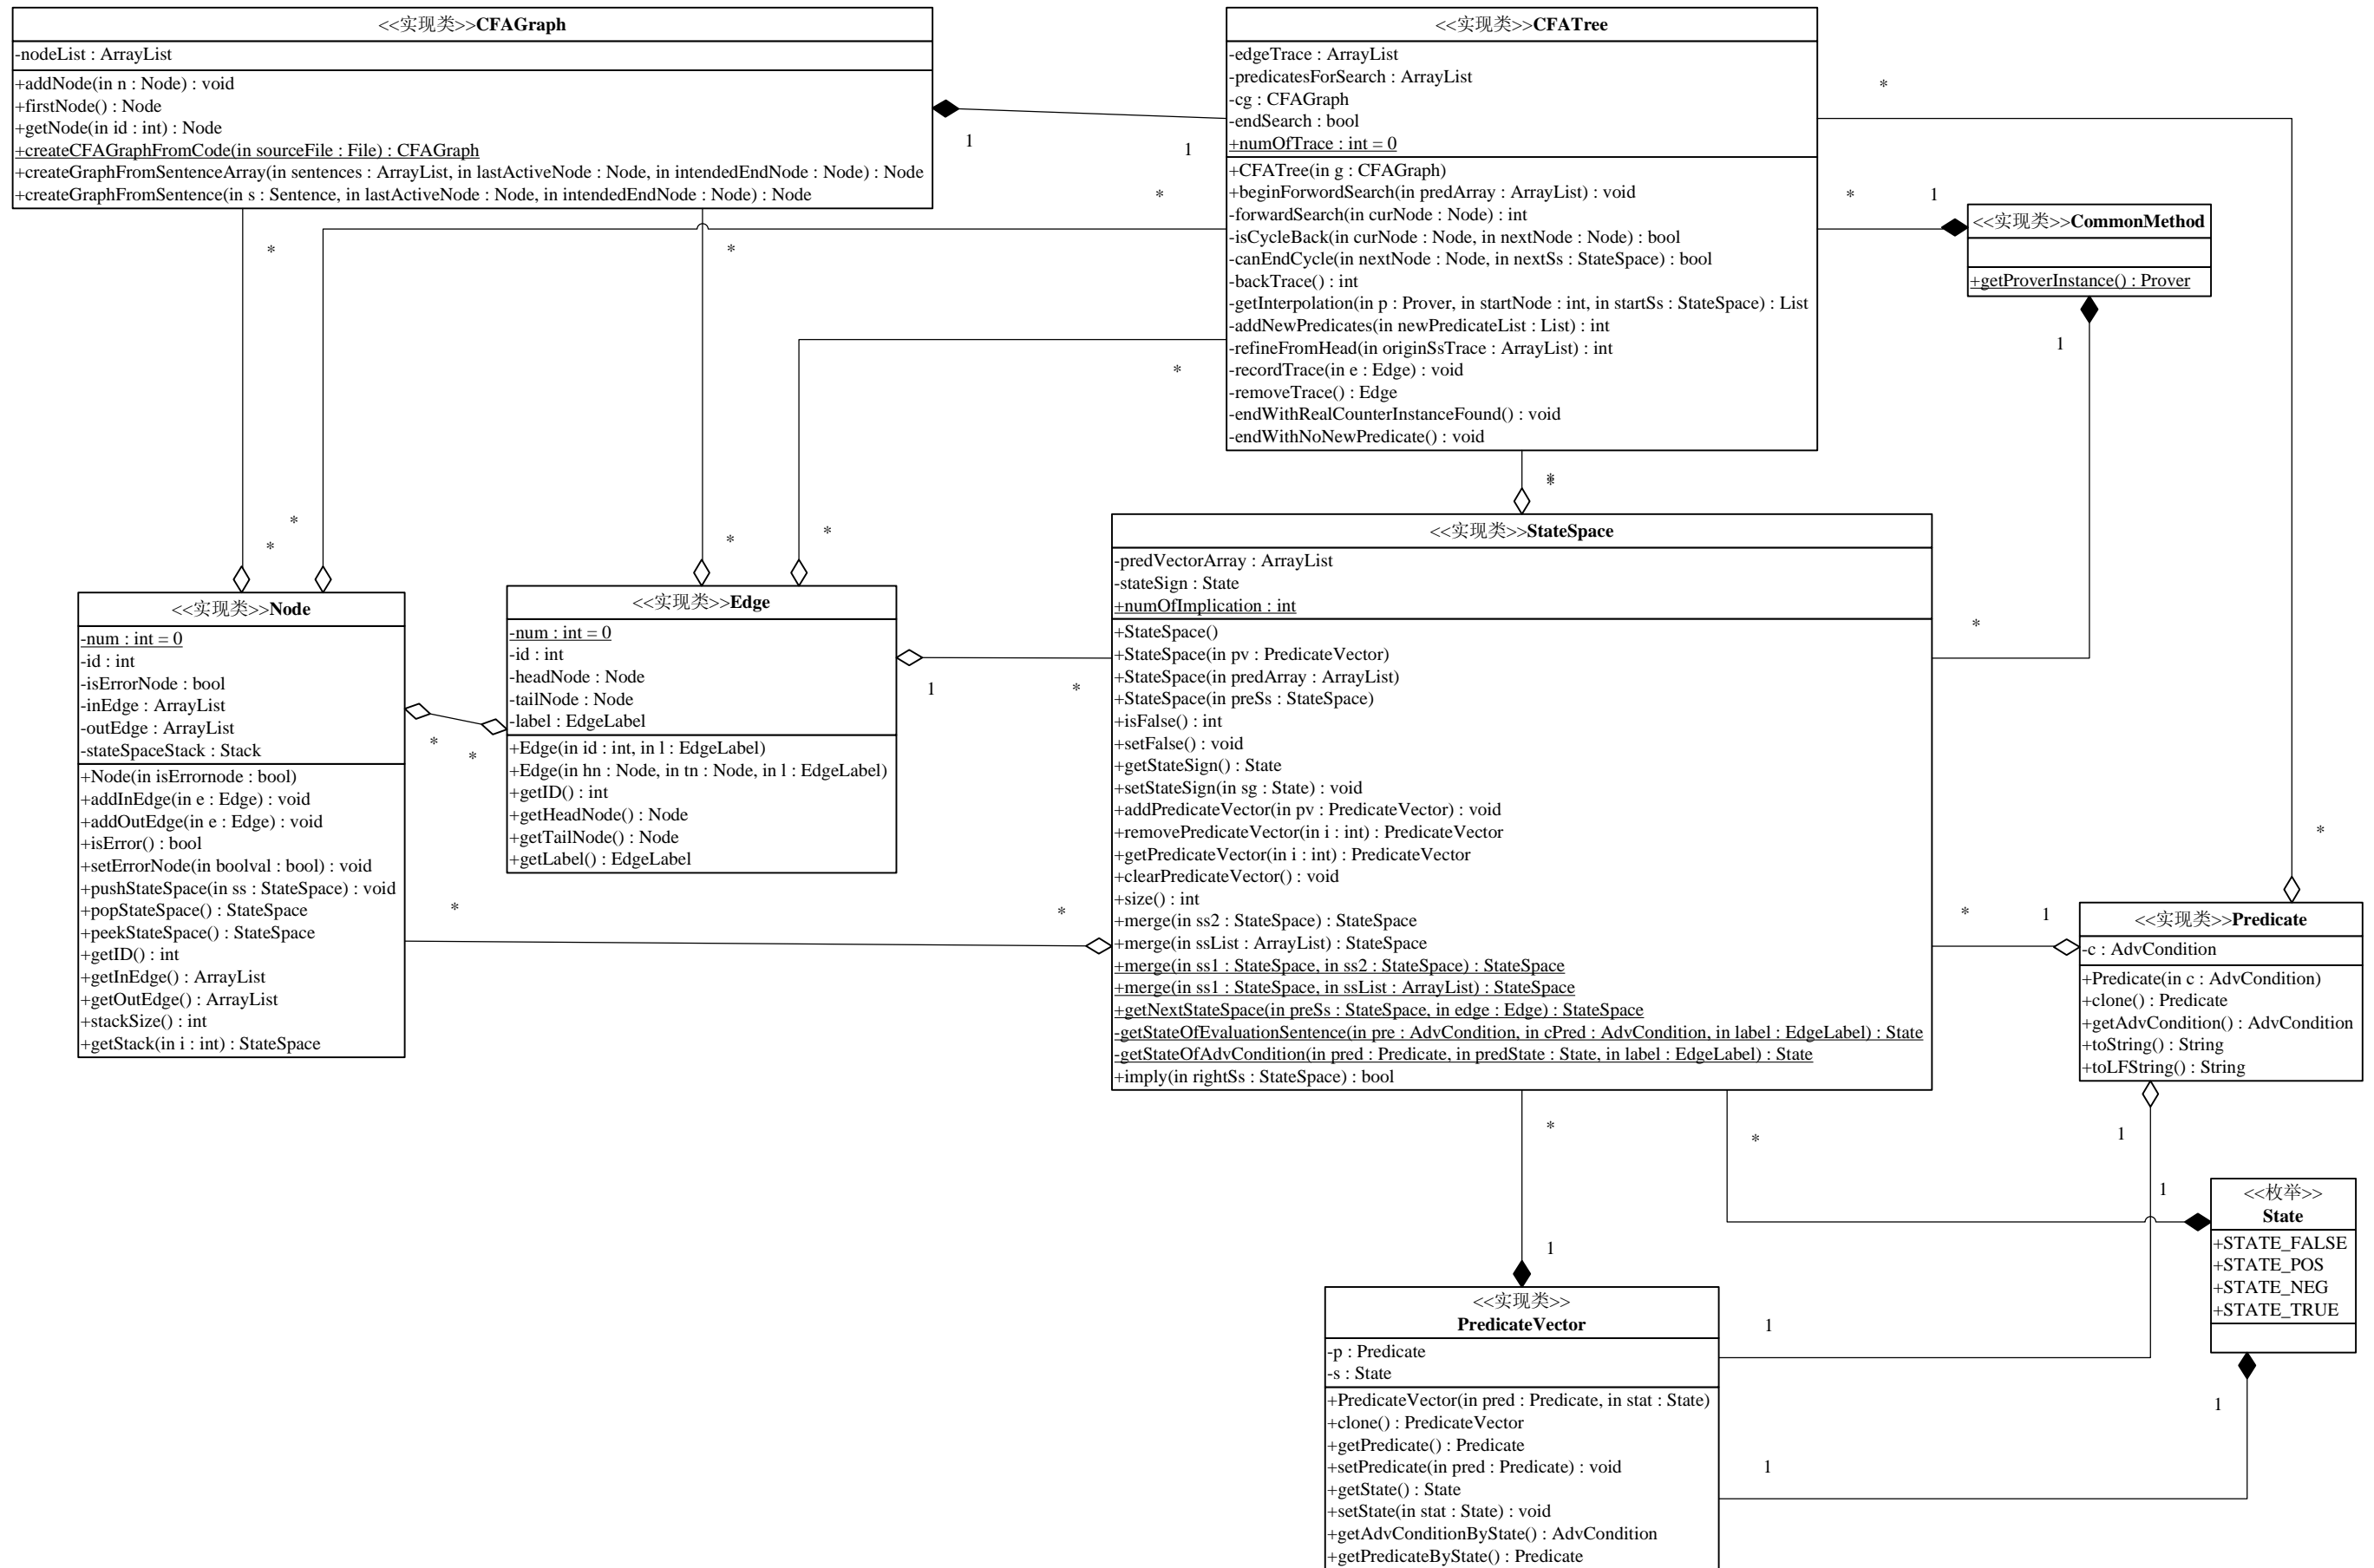 <<实现类>>CFAGraph
-nodeList : ArrayList
+addNode(in n : Node) : void
+firstNode() : Node
+getNode(in id : int) : Node
+createCFAGraphFromCode(in sourceFile : File) : CFAGraph
+createGraphFromSentenceArray(in sentences : ArrayList, in lastActiveNode : Node, in intendedEndNode : Node) : Node
+createGraphFromSentence(in s : Sentence, in lastActiveNode : Node, in intendedEndNode : Node) : Node
1
1
<<实现类>>CFATree
-edgeTrace : ArrayList
-predicatesForSearch : ArrayList
-cg : CFAGraph
-endSearch : bool
+numOfTrace : int = 0
+CFATree(in g : CFAGraph)
+beginForwordSearch(in predArray : ArrayList) : void
-forwardSearch(in curNode : Node) : int
-isCycleBack(in curNode : Node, in nextNode : Node) : bool
-canEndCycle(in nextNode : Node, in nextSs : StateSpace) : bool
-backTrace() : int
-getInterpolation(in p : Prover, in startNode : int, in startSs : StateSpace) : List
-addNewPredicates(in newPredicateList : List) : int
-refineFromHead(in originSsTrace : ArrayList) : int
-recordTrace(in e : Edge) : void
-removeTrace() : Edge
-endWithRealCounterInstanceFound() : void
-endWithNoNewPredicate() : void
*
*
1
<<实现类>>CommonMethod
+getProverInstance() : Prover
1
*
*
*
*
*
*
*
*
*
*
<<实现类>>Node
-num : int = 0
-id : int
-isErrorNode : bool
-inEdge : ArrayList
-outEdge : ArrayList
-stateSpaceStack : Stack
+Node(in isErrornode : bool)
+addInEdge(in e : Edge) : void
+addOutEdge(in e : Edge) : void
+isError() : bool
+setErrorNode(in boolval : bool) : void
+pushStateSpace(in ss : StateSpace) : void
+popStateSpace() : StateSpace
+peekStateSpace() : StateSpace
+getID() : int
+getInEdge() : ArrayList
+getOutEdge() : ArrayList
+stackSize() : int
+getStack(in i : int) : StateSpace
*
*
*
*
<<实现类>>Edge
-num : int = 0
-id : int
-headNode : Node
-tailNode : Node
-label : EdgeLabel
+Edge(in id : int, in l : EdgeLabel)
+Edge(in hn : Node, in tn : Node, in l : EdgeLabel)
+getID() : int
+getHeadNode() : Node
+getTailNode() : Node
+getLabel() : EdgeLabel
1
*
<<实现类>>StateSpace
-predVectorArray : ArrayList
-stateSign : State
+numOfImplication : int
+StateSpace()
+StateSpace(in pv : PredicateVector)
+StateSpace(in predArray : ArrayList)
+StateSpace(in preSs : StateSpace)
+isFalse() : int
+setFalse() : void
+getStateSign() : State
+setStateSign(in sg : State) : void
+addPredicateVector(in pv : PredicateVector) : void
+removePredicateVector(in i : int) : PredicateVector
+getPredicateVector(in i : int) : PredicateVector
+clearPredicateVector() : void
+size() : int
+merge(in ss2 : StateSpace) : StateSpace
+merge(in ssList : ArrayList) : StateSpace
+merge(in ss1 : StateSpace, in ss2 : StateSpace) : StateSpace
+merge(in ss1 : StateSpace, in ssList : ArrayList) : StateSpace
+getNextStateSpace(in preSs : StateSpace, in edge : Edge) : StateSpace
-getStateOfEvaluationSentence(in pre : AdvCondition, in cPred : AdvCondition, in label : EdgeLabel) : State
-getStateOfAdvCondition(in pred : Predicate, in predState : State, in label : EdgeLabel) : State
+imply(in rightSs : StateSpace) : bool
*
*
*
1
<<实现类>>Predicate
-c : AdvCondition
+Predicate(in c : AdvCondition)
+clone() : Predicate
+getAdvCondition() : AdvCondition
+toString() : String
+toLFString() : String
*
*
1
1
<<枚举>>
State
+STATE_FALSE
+STATE_POS
+STATE_NEG
+STATE_TRUE
1
1
<<实现类>>
PredicateVector
-p : Predicate
-s : State
+PredicateVector(in pred : Predicate, in stat : State)
+clone() : PredicateVector
+getPredicate() : Predicate
+setPredicate(in pred : Predicate) : void
+getState() : State
+setState(in stat : State) : void
+getAdvConditionByState() : AdvCondition
+getPredicateByState() : Predicate
1
1